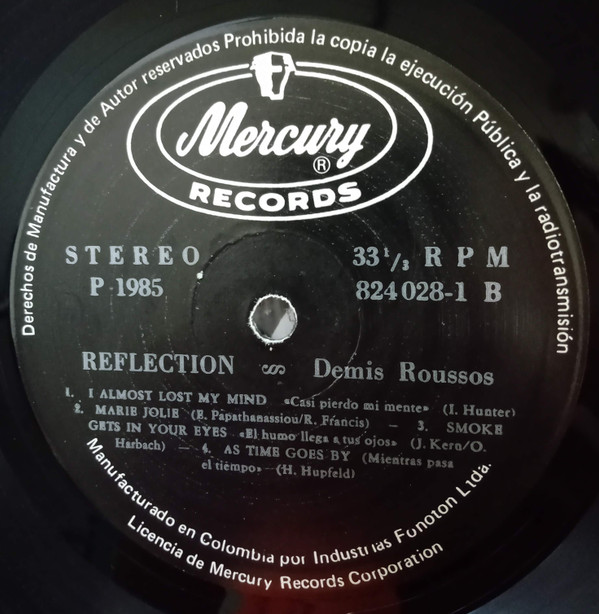 Derechos de Manufactura y de Autor reservados Prohibida la copia la ejecución Pública y la radiotransmisión
Mercury
®
RECORDS
STEREO
33 1/3 RPM
P 1985
824 028-1 B
REFLECTION ∽ Demis Roussos
1. I ALMOST LOST MY MIND «Casi pierdo mi mente» (I. Hunter)
2. MARIE JOLIE (E. Papathanassiou/R. Francis) — 3. SMOKE
GETS IN YOUR EYES «El humo llega a tus ojos» (J. Kern/O.
Harbach) — 4. AS TIME GOES BY (Mientras pasa
el tiempo» (H. Hupfeld)
Manufacturado en Colombia por Industrias Fonoton Ltda.
Licencia de Mercury Records Corporation